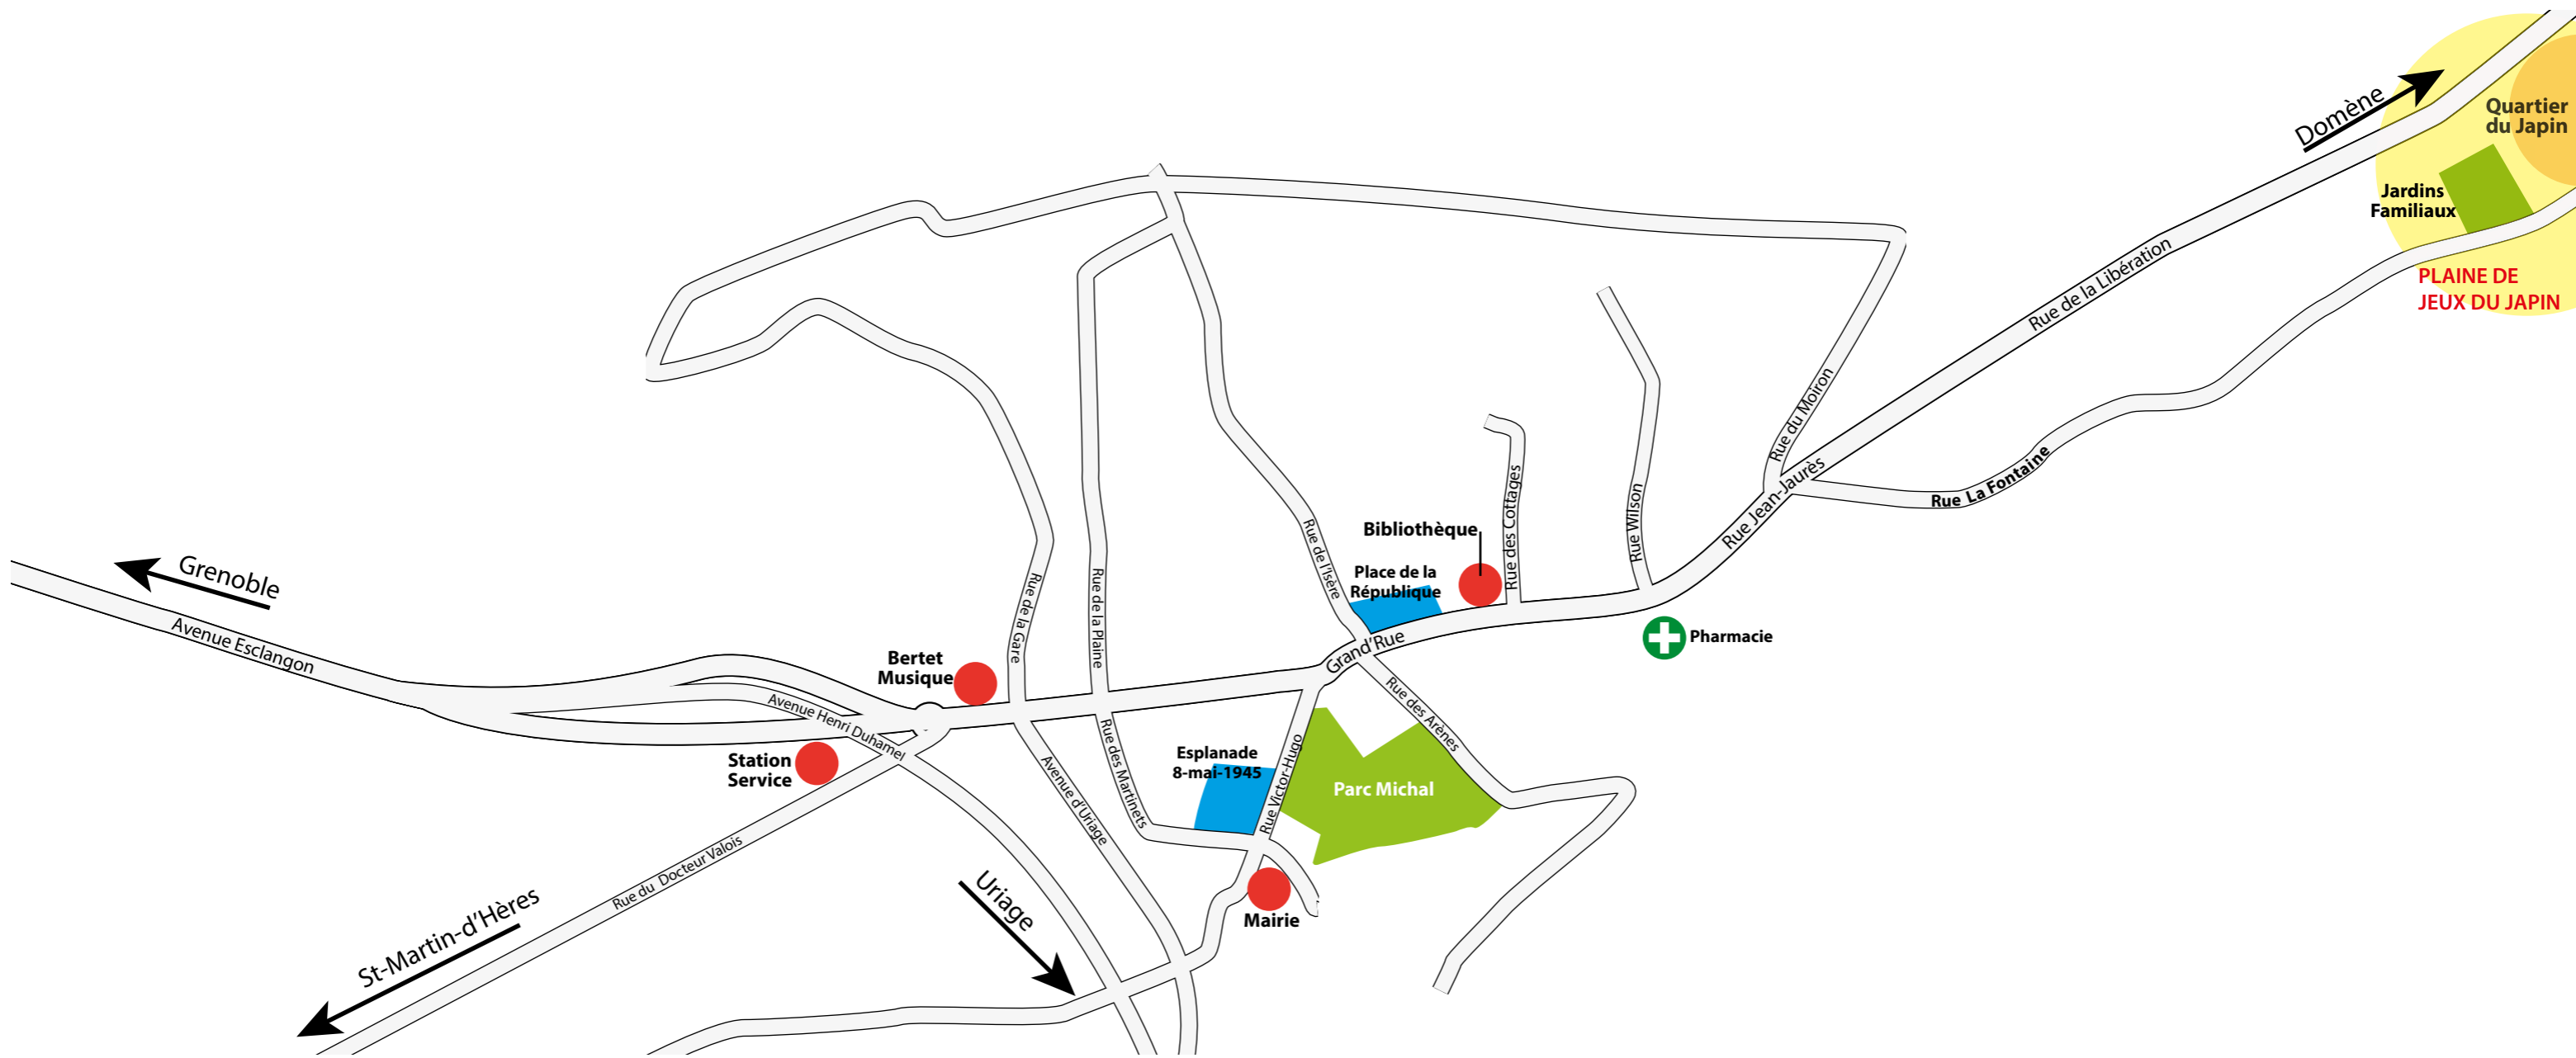 Domène
Quartier
du Japin
Jardins
Familiaux
PLAINE DE
JEUX DU JAPIN
Rue de la Libération
Rue du Moiron
Rue Jean-Jaurès
Rue La Fontaine
Rue Wilson
Rue des Cottages
Bibliothèque
Place de la
République
Rue de l'Isère
Grand'Rue
Pharmacie
Grenoble
Avenue Esclangon
Rue de la Gare
Rue de la Plaine
Bertet
Musique
Avenue Henri Duhamel
Station
Service
Rue des Arènes
Rue des Martinets
Avenue d'Uriage
Esplanade
8-mai-1945
Rue Victor-Hugo
Parc Michal
Rue du Docteur Valois
St-Martin-d'Hères
Uriage
Mairie